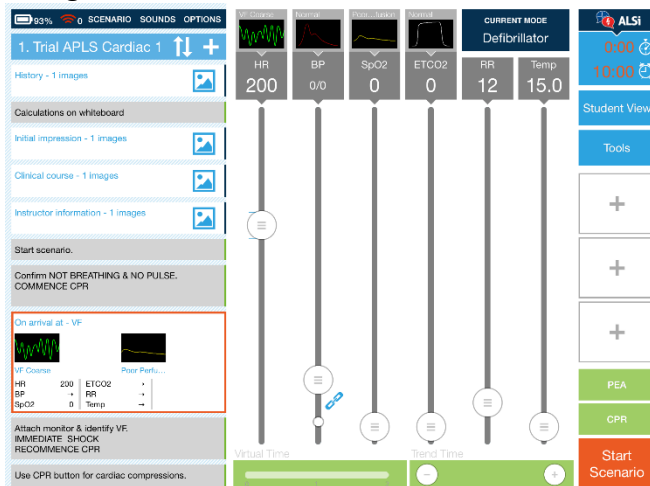 93% 0 SCENARIO SOUNDS OPTIONS
1. Trial APLS Cardiac 1
History - 1 images
Calculations on whiteboard
Initial impression - 1 images
Clinical course - 1 images
Instructor information - 1 images
Start scenario.
Confirm NOT BREATHING & NO PULSE.
COMMENCE CPR
On arrival at - VF
VF Coarse Poor Perfu...
HR 200 ETCO2
BP RR
SpO2 0 Temp
Attach monitor & identify VF.
IMMEDIATE SHOCK
RECOMMENCE CPR
Use CPR button for cardiac compressions.
VF Coarse Normal Poor...Junion Normal
CURRENT MODE
Defibrillator
HR BP SpO2 ETCO2 RR Temp
200 0/0 0 0 12 15.0
Virtual Time Trend Time
ALSi
0:00
10:00
Student View
Tools
PEA
CPR
Start
Scenario